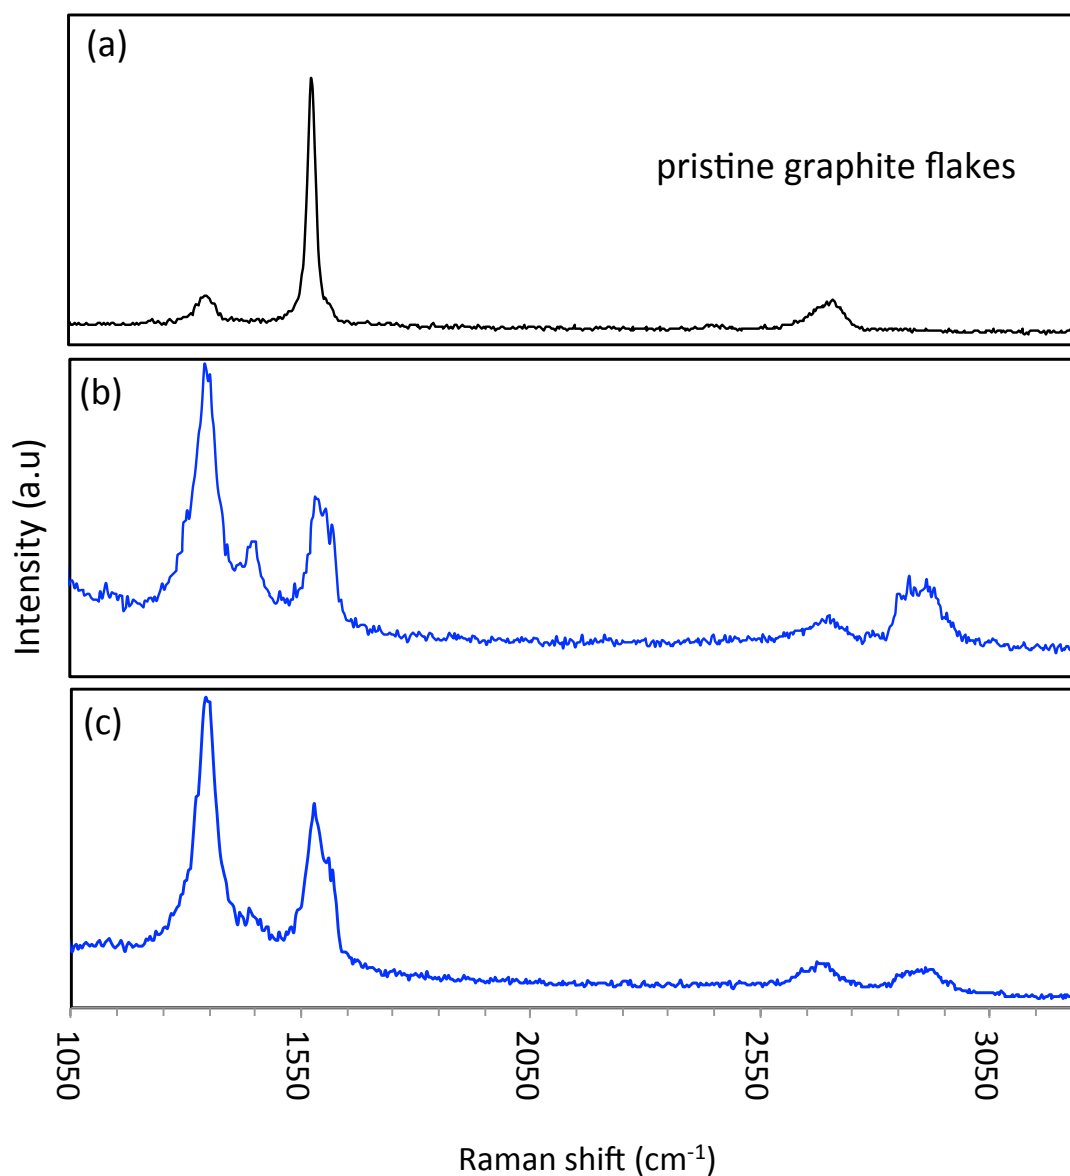 (a)
pristine graphite flakes
(b)
Intensity (a.u)
(c)
1050
1550
2050
2550
3050
Raman shift (cm-1)